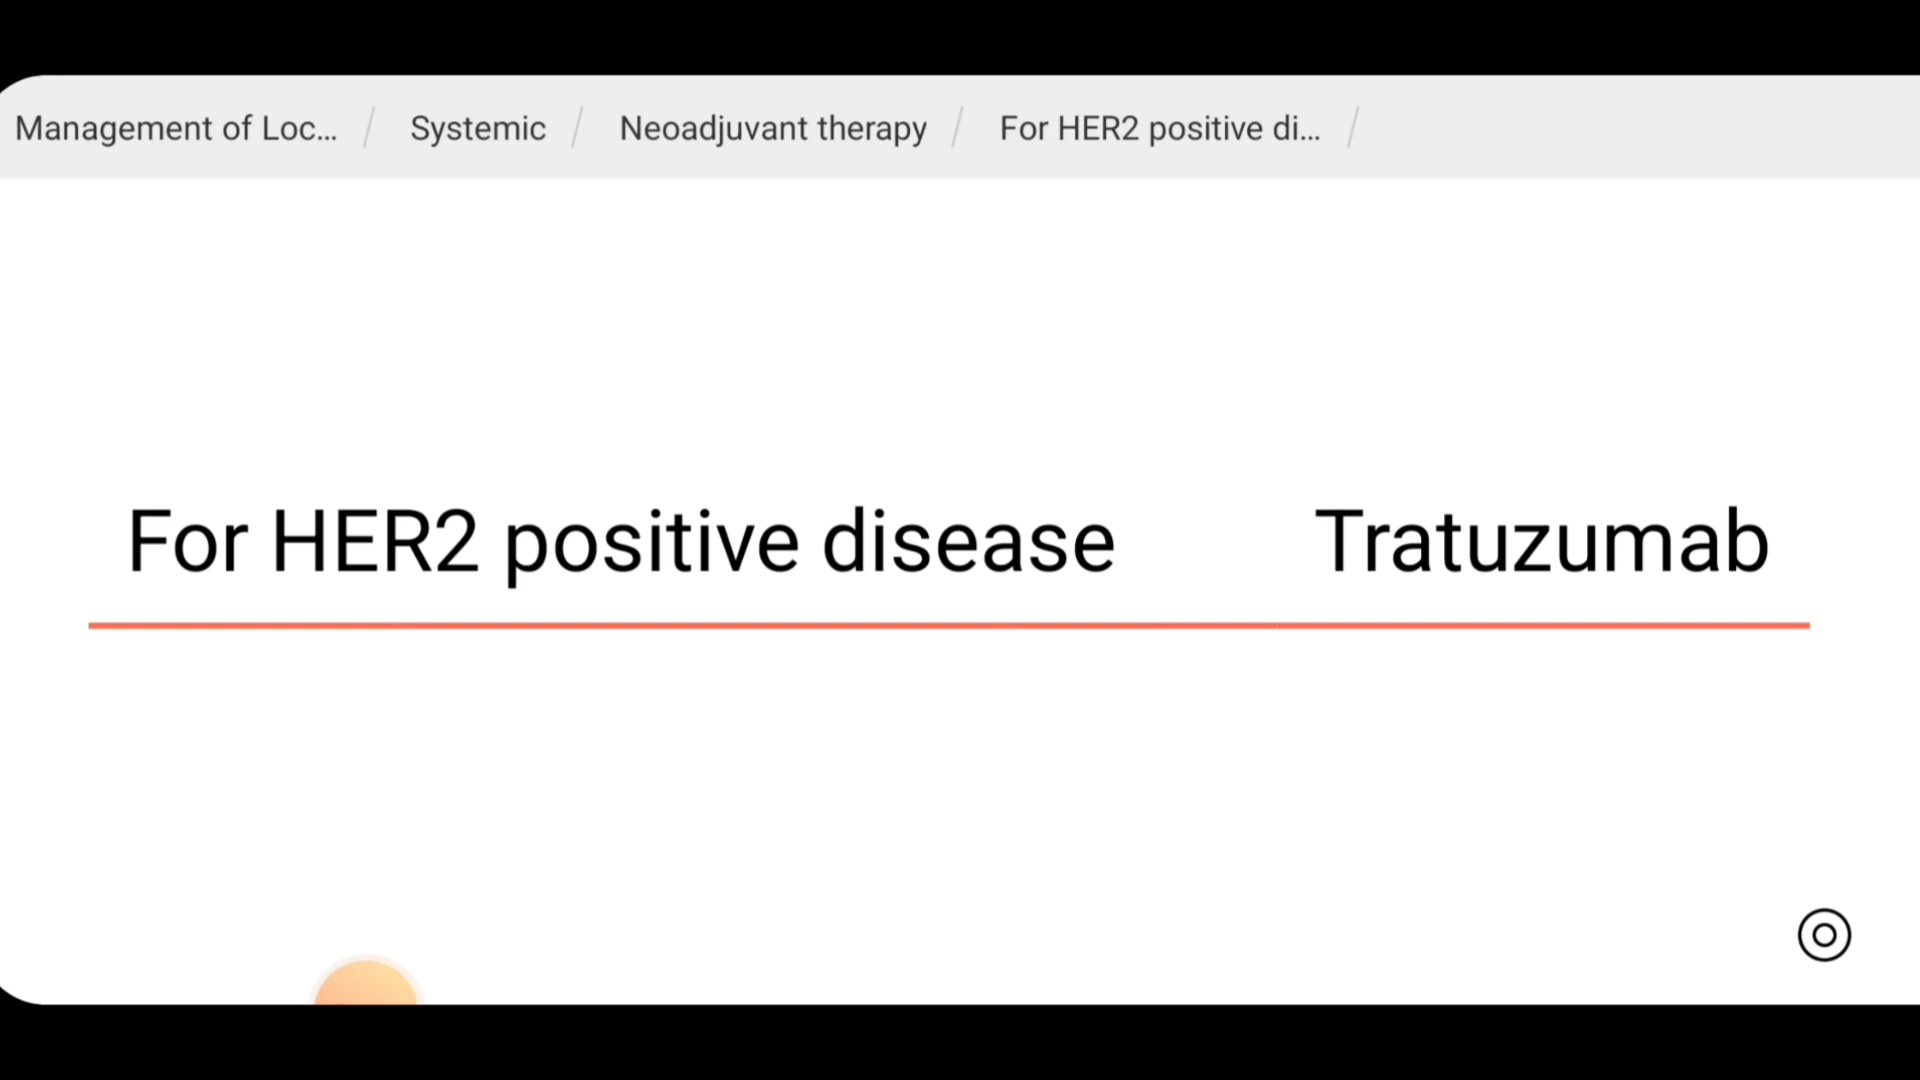 Management of Loc... / Systemic / Neoadjuvant therapy / For HER2 positive di... /
For HER2 positive disease Tratuzumab